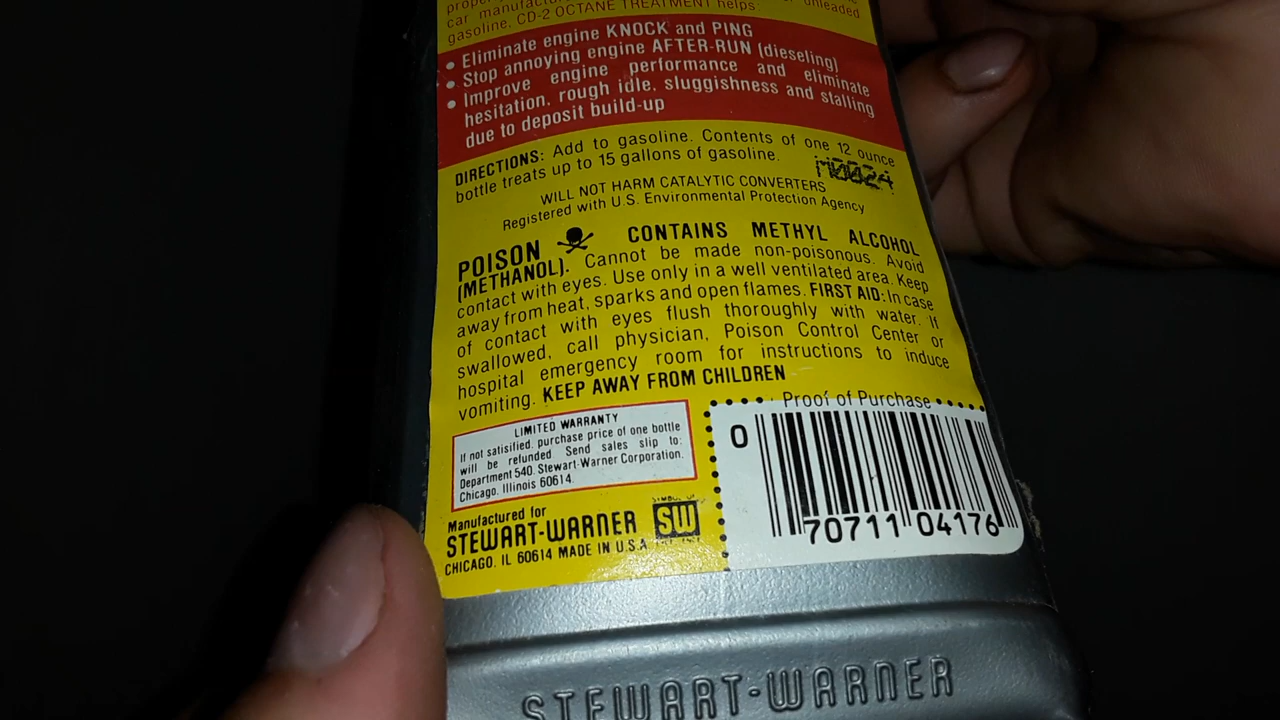 car manufact
unleaded
gasoline, CD-2 OCTANE TREATMENT helps:
• Eliminate engine KNOCK and PING
• Stop annoying engine AFTER-RUN (dieseling)
• Improve engine performance and eliminate
hesitation, rough idle, sluggishness and stalling
due to deposit build-up
DIRECTIONS: Add to gasoline. Contents of one 12 ounce
bottle treats up to 15 gallons of gasoline.
WILL NOT HARM CATALYTIC CONVERTERS
Registered with U.S. Environmental Protection Agency
POISON CONTAINS METHYL ALCOHOL
(METHANOL). Cannot be made non-poisonous. Avoid
contact with eyes. Use only in a well ventilated area. Keep
away from heat, sparks and open flames. FIRST AID: In case
of contact with eyes flush thoroughly with water. If
swallowed, call physician, Poison Control Center or
hospital emergency room for instructions to induce
vomiting. KEEP AWAY FROM CHILDREN
LIMITED WARRANTY
If not satisified, purchase price of one bottle
will be refunded Send sales slip to:
Department 540, Stewart-Warner Corporation,
Chicago, Illinois 60614.
Proof of Purchase
0 70711 04176
Manufactured for
STEWART-WARNER
SW
CHICAGO, IL 60614 MADE IN U.S.A
STEWART-WARNER